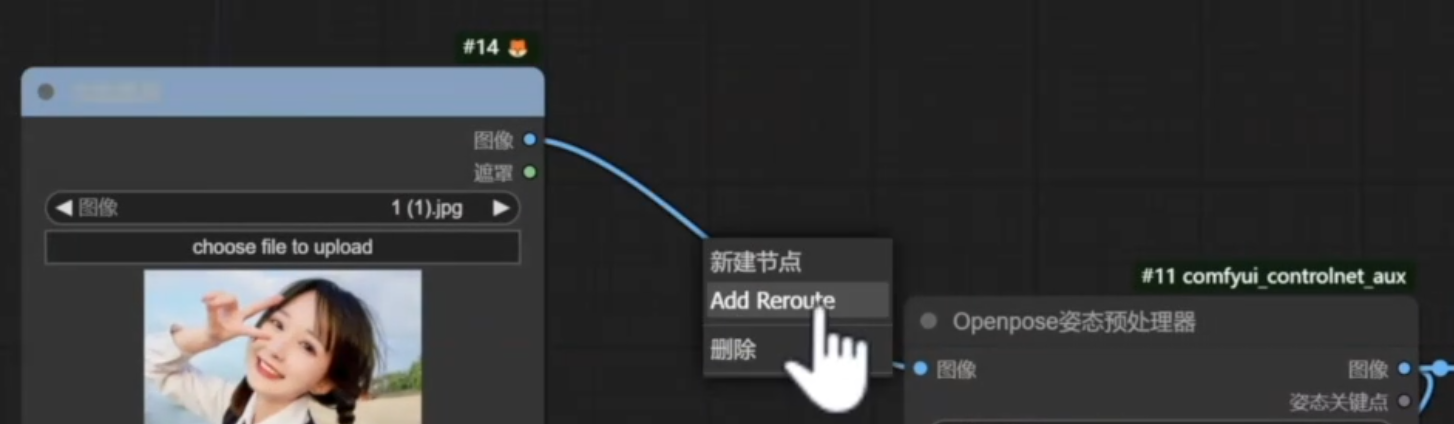 #14
图像
遮罩
图像 1 (1).jpg
choose file to upload
新建节点
Add Reroute
删除
#11 comfyui_controlnet_aux
Openpose姿态预处理器
图像 图像
姿态关键点